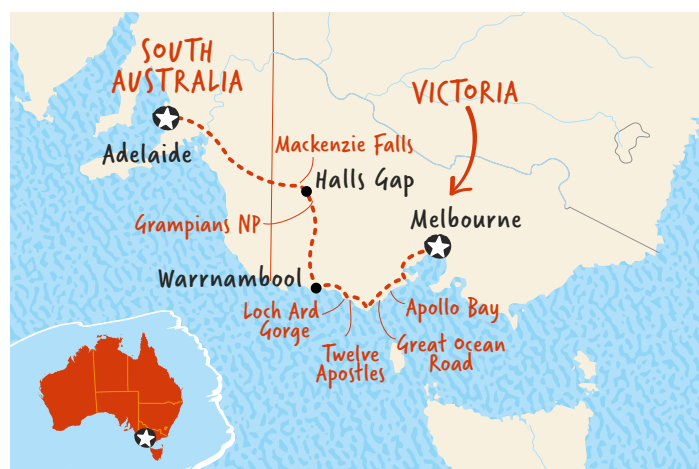 SOUTH
AUSTRALIA
VICTORIA
Adelaide
Mackenzie Falls
Halls Gap
Grampians NP
Melbourne
Warrnambool
Loch Ard
Gorge
Apollo Bay
Twelve
Apostles
Great Ocean
Road